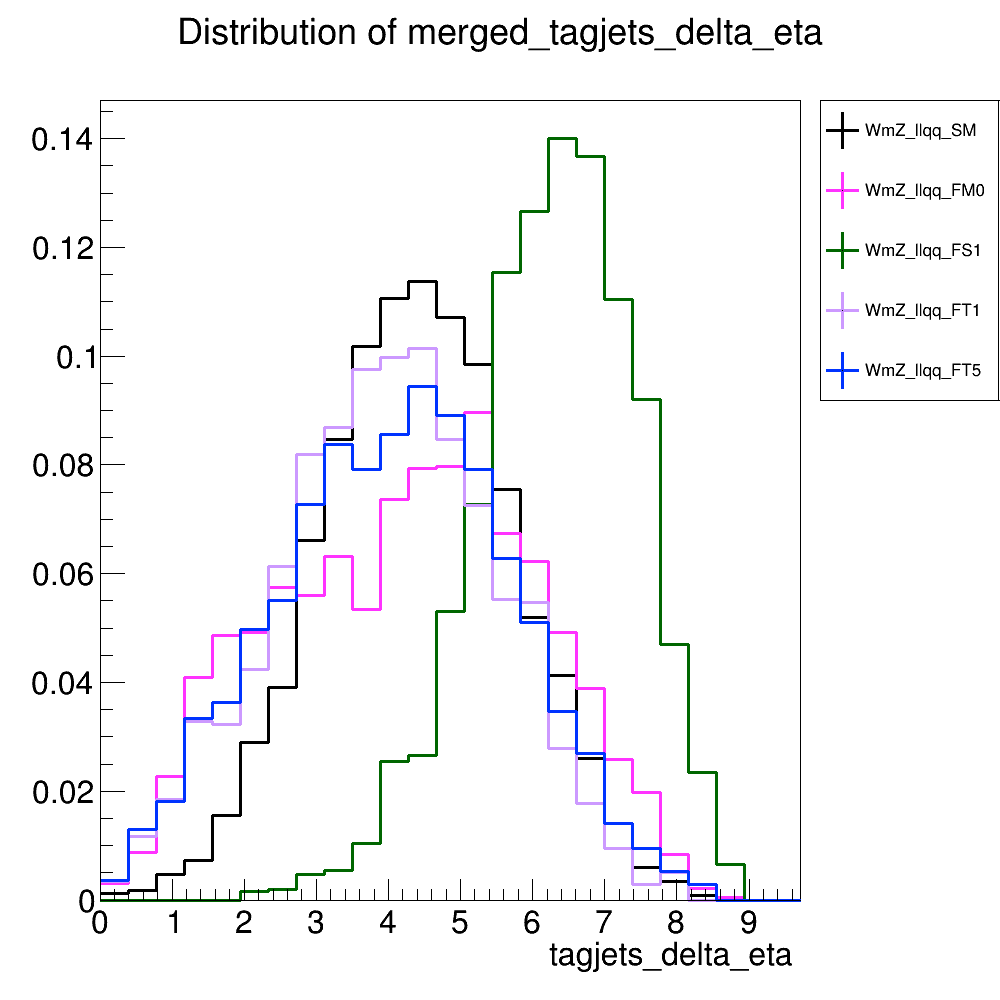 Distribution of merged_tagjets_delta_eta
0.14
0.12
0.1
0.08
0.06
0.04
0.02
0
0 1 2 3 4 5 6 7 8 9
tagjets_delta_eta
WmZ_llqq_SM
WmZ_llqq_FM0
WmZ_llqq_FS1
WmZ_llqq_FT1
WmZ_llqq_FT5